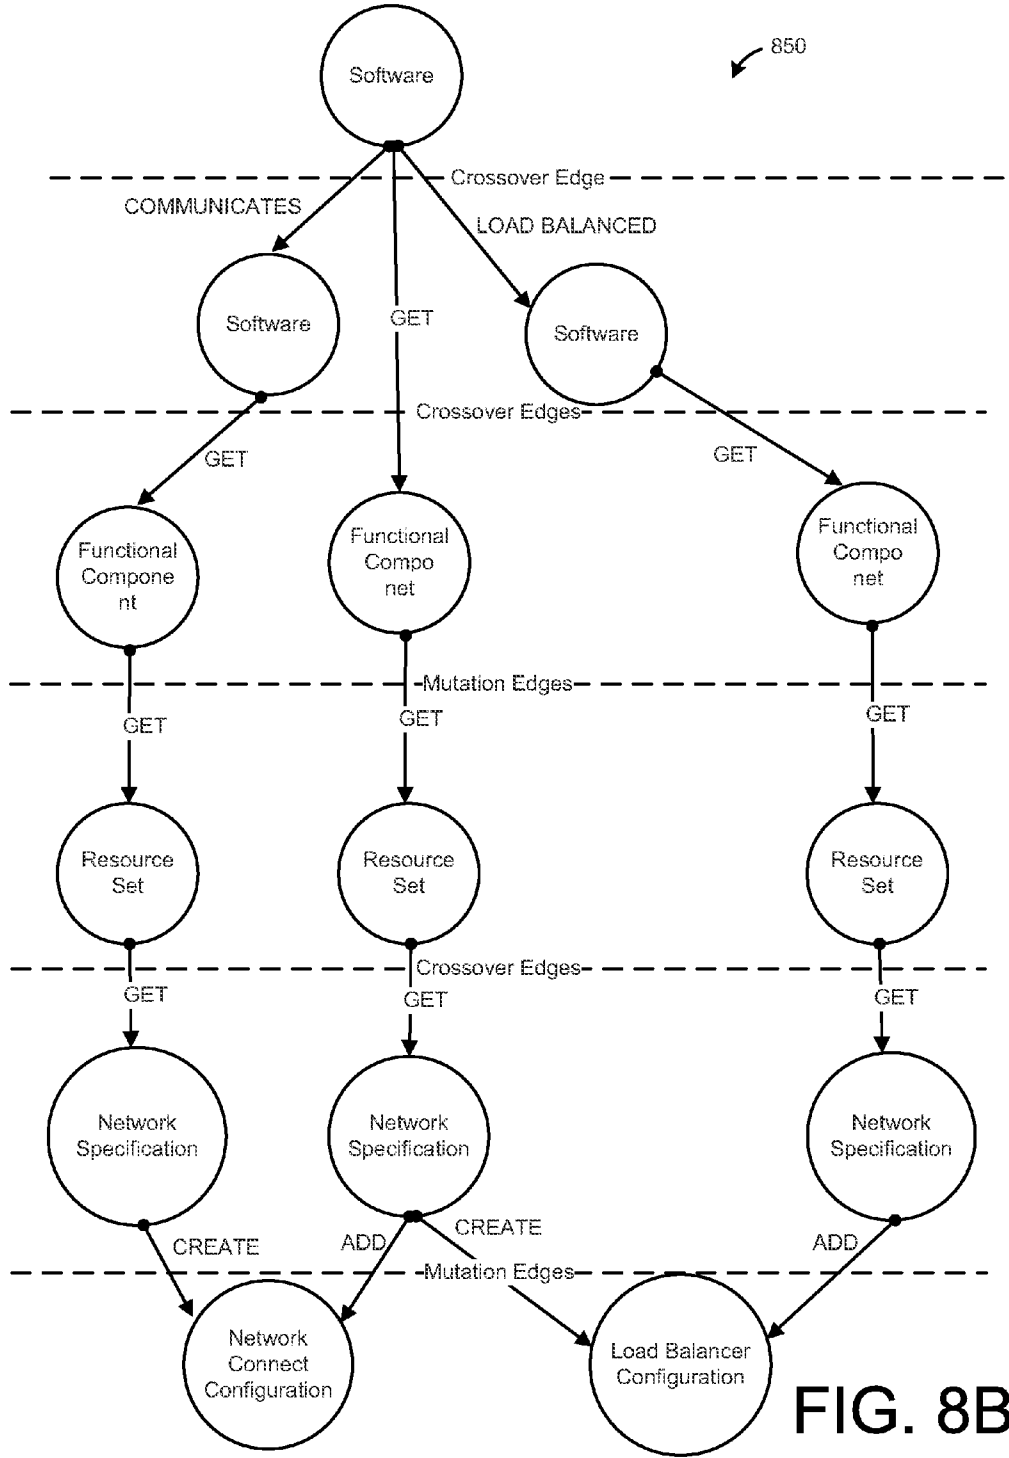 Software
850
Crossover Edge
COMMUNICATES
LOAD BALANCED
Software
GET
Software
Crossover Edges
GET
GET
Functional
Compone
nt
Functional
Compo
net
Functional
Compo
net
Mutation Edges
GET
GET
GET
Resource
Set
Resource
Set
Resource
Set
Crossover Edges
GET
GET
GET
Network
Specification
Network
Specification
Network
Specification
CREATE
ADD
CREATE
ADD
Mutation Edges
Network
Connect
Configuration
Load Balancer
Configuration
FIG. 8B